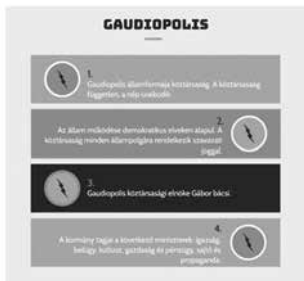 GAUDIOPOLIS
1.
Gaudiopolis államformája köztársaság. A köztársaság
független, a nép
2.
Az állam működése demokratikus elveken alapul. A
köztársaság minden állampolgára rendelkezik szavazati
joggal.
3.
Gaudiopolis köztársasági elnöke Gábor bácsi.
4.
A kormány tagjai a következő miniszterek: igazság,
belügy, kultusz, gazdaság és pénzügy, sajtó és
propaganda.